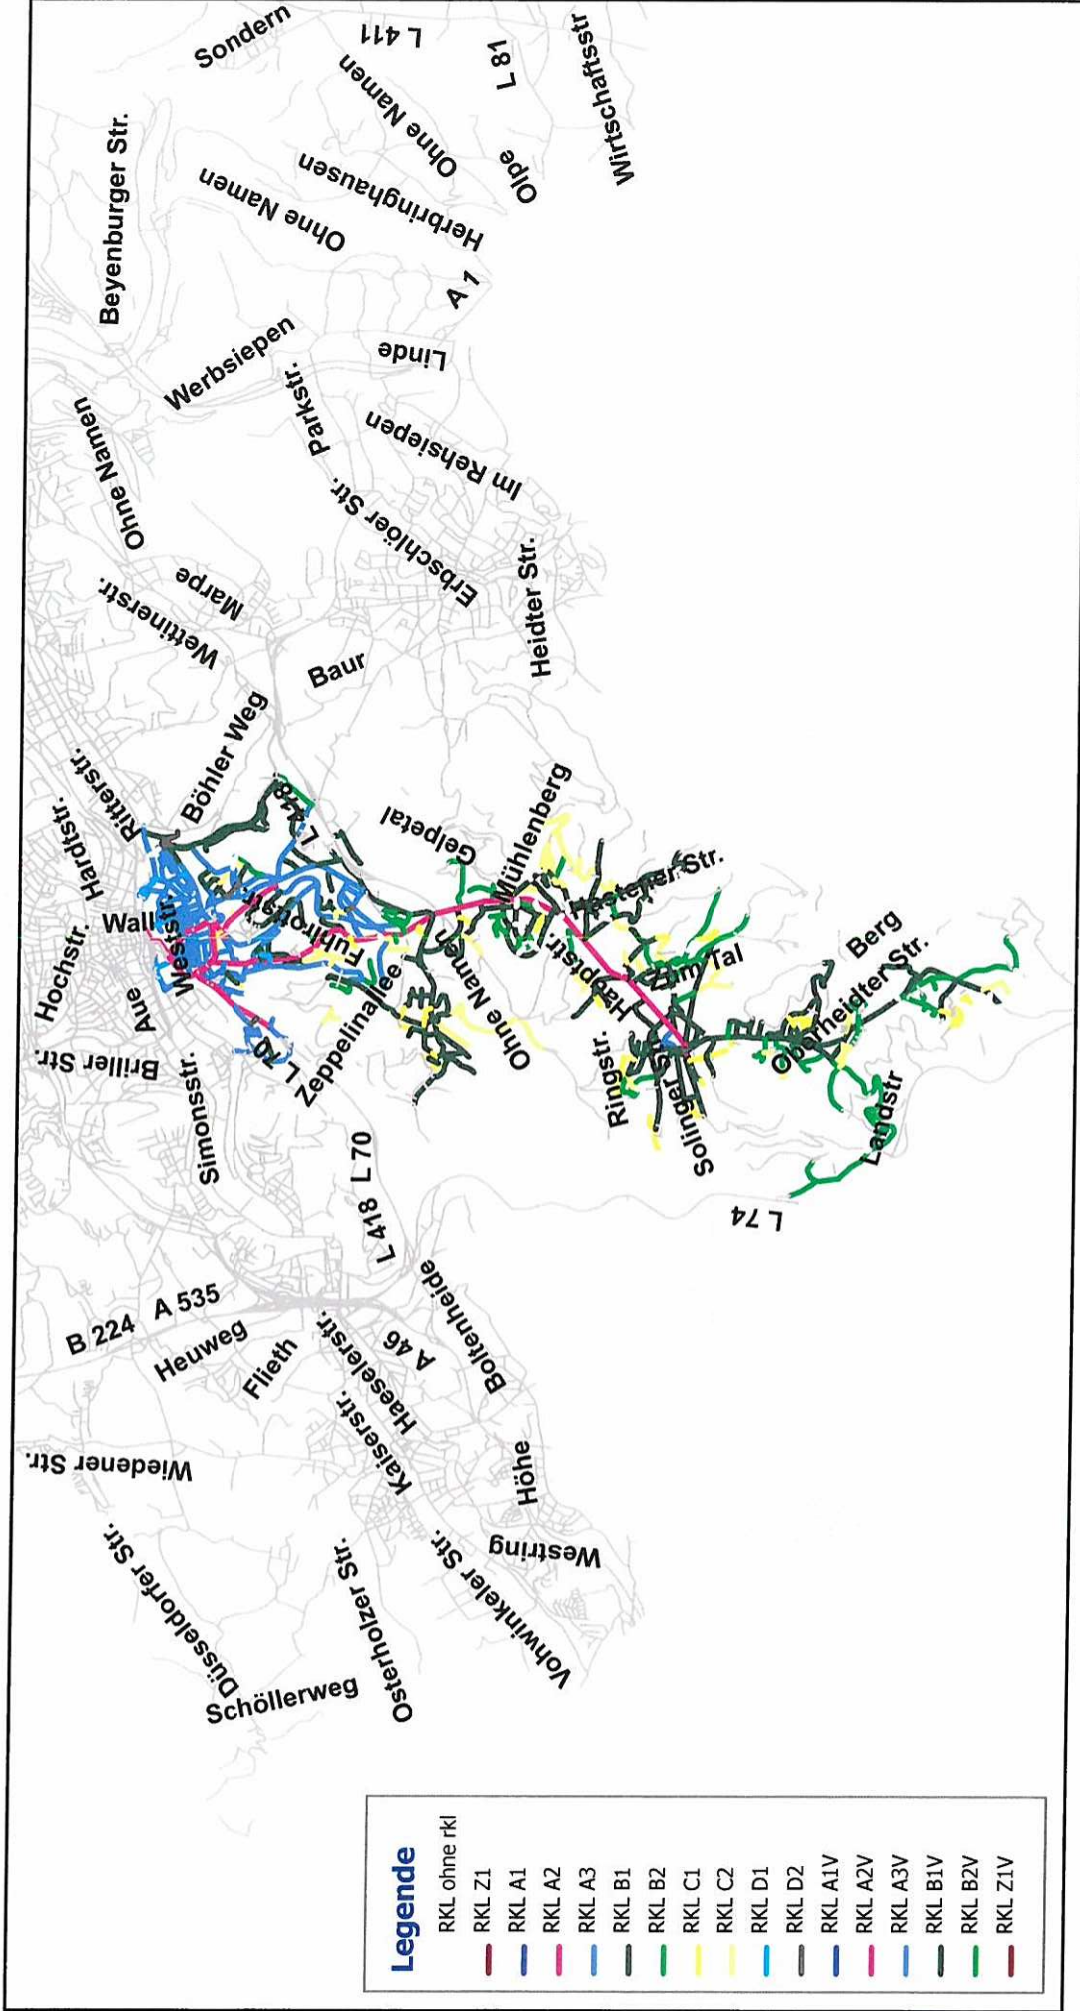 Sondern
L 411
L 81
Ohne Namen
Wirtschaftsstr
Olpe
Beyenburger Str.
Herbringhausen
Ohne Namen
A 1
Werbsiepen
Linde
Parkstr.
Im Rehsiepen
Ohne Namen
Erbschlöer Str.
Marpe
Wettinerstr.
Heidter Str.
Baur
Böhler Weg
Ritterstr.
Hardtstr.
L 418
Gelpetal
Mühlenberg
Hastener Str.
Wall
Weststr.
Hochstr.
Aue
Briller Str.
L 70
Zeppelinallee
Ohne Namen
Hauptstr.
Zum Tal
Berg
Oberheidter Str.
Ringstr.
Solinger Str.
Landstr
Simonsstr.
L 70
L 418
L 74
B 224
A 535
Heuweg
Flieth
Haeselerstr.
A 46
Boltenheide
Kaiserstr.
Wiedener Str.
Höhe
Westring
Düsseldorfer Str.
Osterholzer Str.
Vohwinkeler Str.
Schöllerweg
Legende
RKL ohne rkl
RKL Z1
RKL A1
RKL A2
RKL A3
RKL B1
RKL B2
RKL C1
RKL C2
RKL D1
RKL D2
RKL A1V
RKL A2V
RKL A3V
RKL B1V
RKL B2V
RKL Z1V